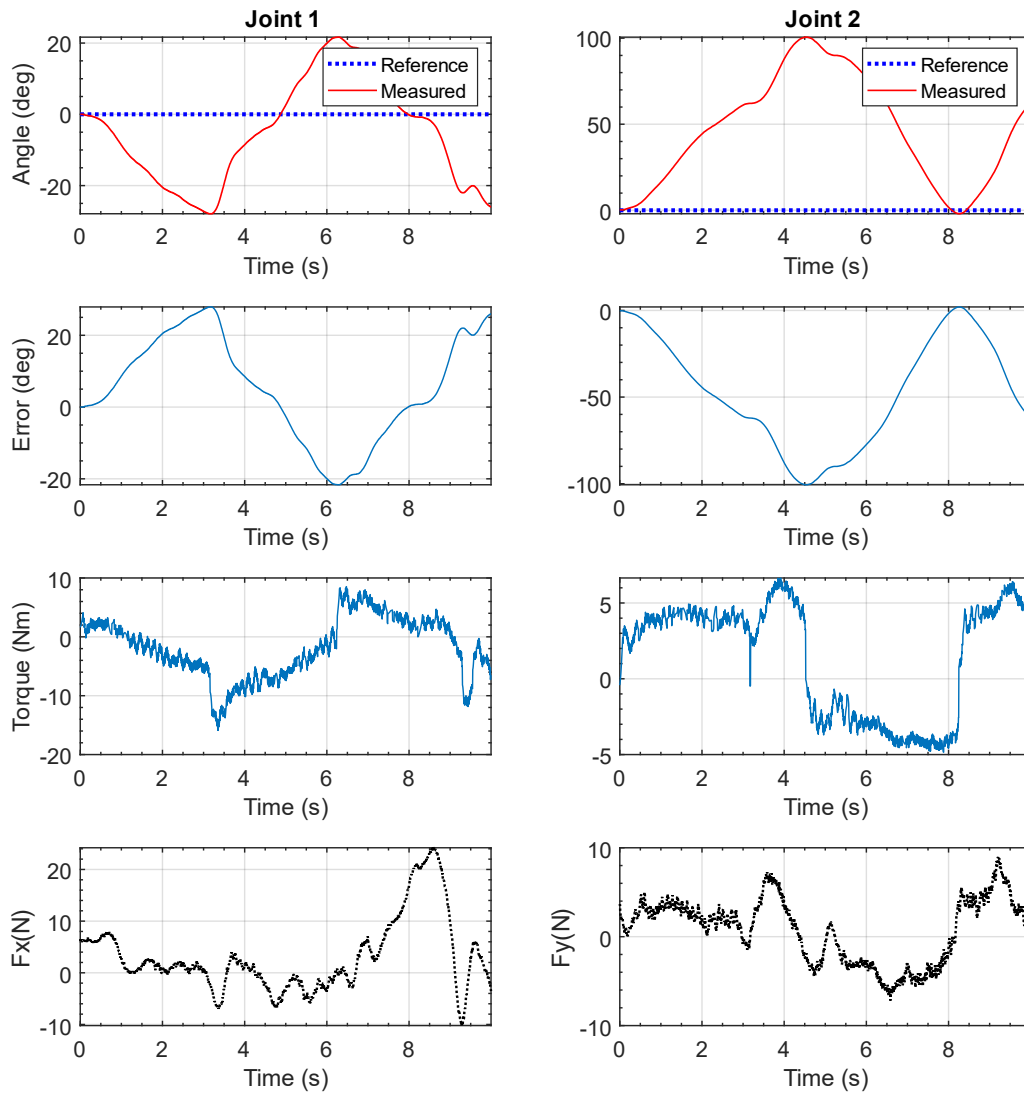 Joint 1
Joint 2
20
0
-20
Angle (deg)
Reference
Measured
0 2 4 6 8
Time (s)
100
50
0
Reference
Measured
0 2 4 6 8
Time (s)
20
0
-20
Error (deg)
0 2 4 6 8
Time (s)
0
-50
-100
0 2 4 6 8
Time (s)
10
0
-10
-20
Torque (Nm)
0 2 4 6 8
Time (s)
5
0
-5
0 2 4 6 8
Time (s)
20
10
0
-10
Fx(N)
0 2 4 6 8
Time (s)
10
0
-10
Fy(N)
0 2 4 6 8
Time (s)